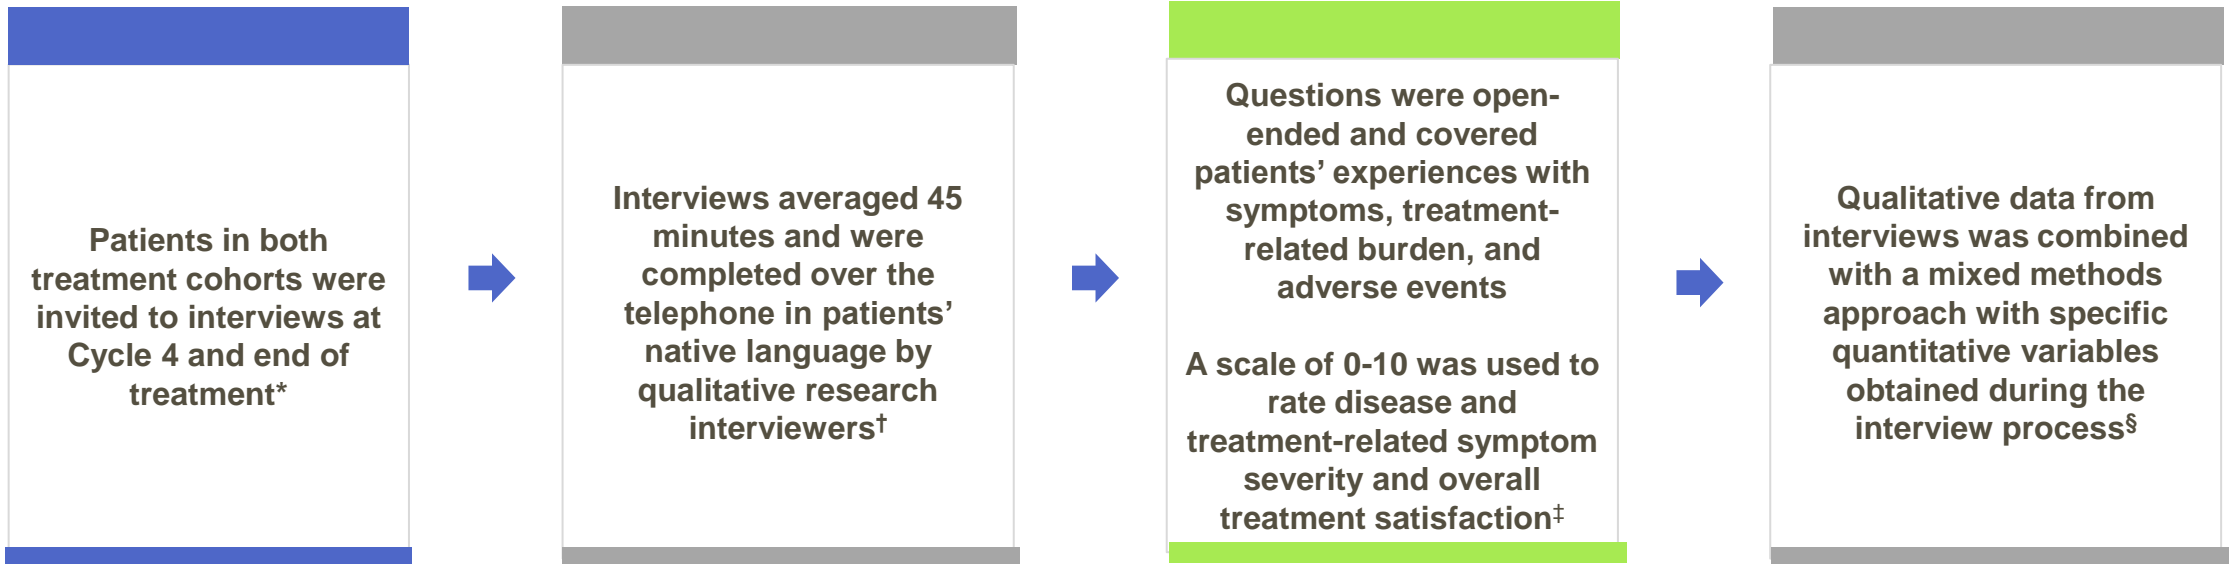 Patients in both
treatment cohorts were
invited to interviews at
Cycle 4 and end of
treatment*
Interviews averaged 45
minutes and were
completed over the
telephone in patients’
native language by
qualitative research
interviewers†
Questions were open-
ended and covered
patients’ experiences with
symptoms, treatment-
related burden, and
adverse events
A scale of 0-10 was used to
rate disease and
treatment-related symptom
severity and overall
treatment satisfaction‡
Qualitative data from
interviews was combined
with a mixed methods
approach with specific
quantitative variables
obtained during the
interview process§